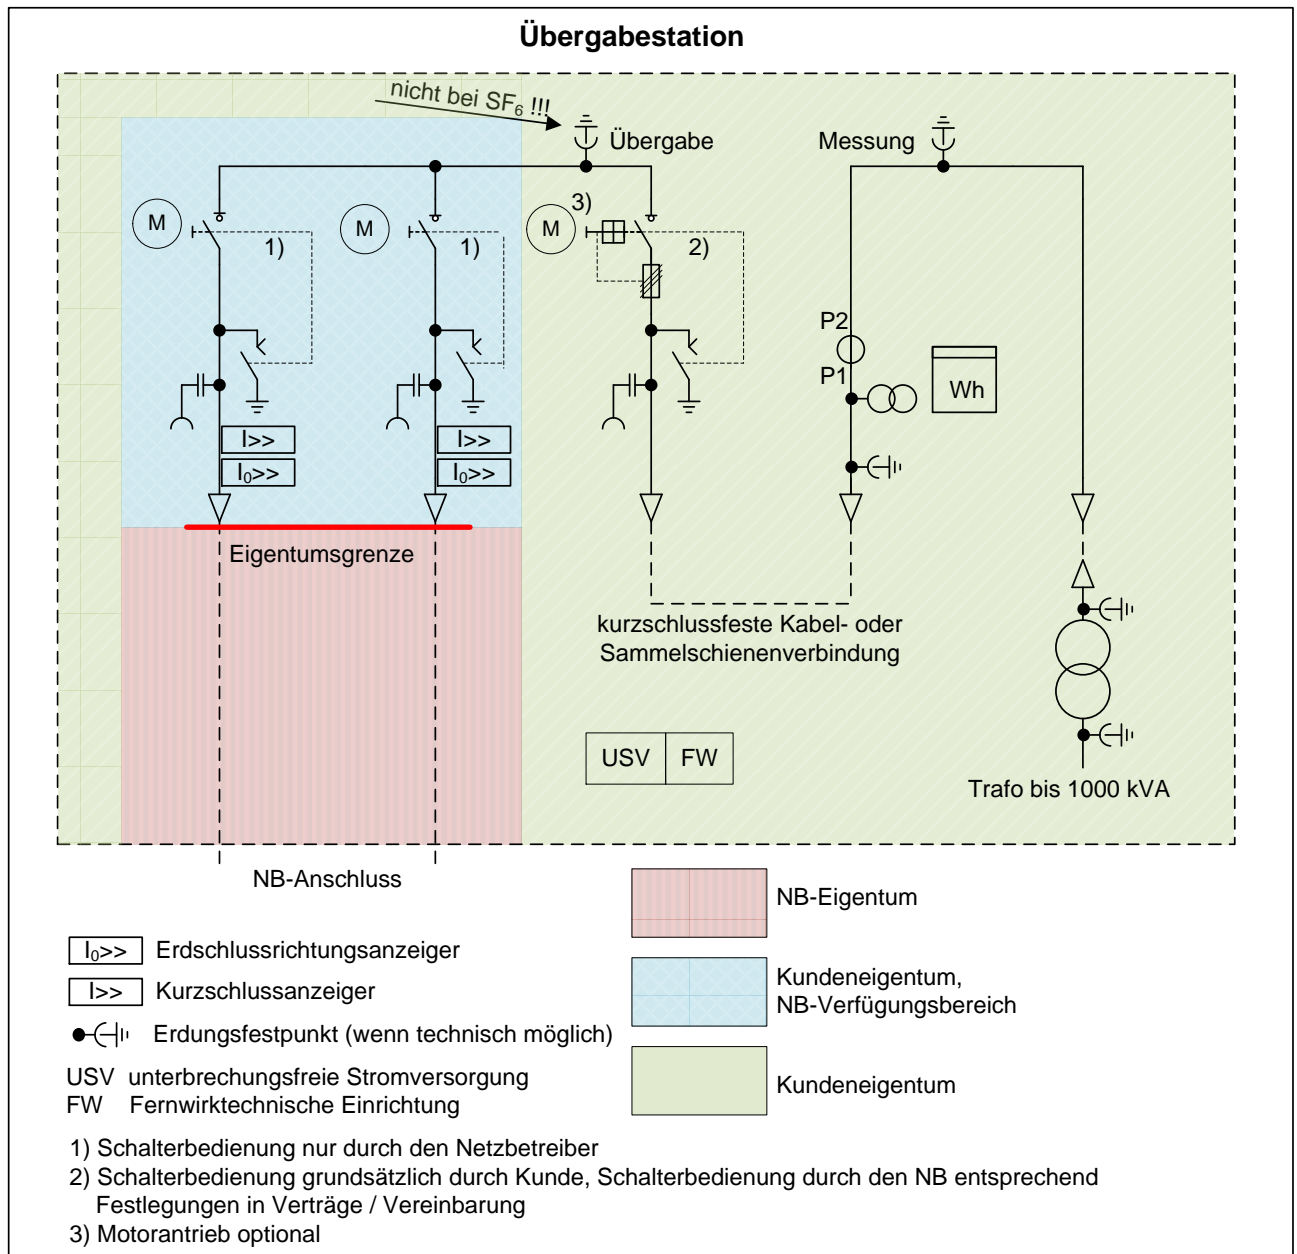 Übergabestation
nicht bei SF₆ !!!
Übergabe
Messung
M
1)
M
1)
3)
M
2)
P2
P1
Wh
I>>
I₀>>
I>>
I₀>>
Eigentumsgrenze
kurzschlussfeste Kabel- oder
Sammelschienenverbindung
USV
FW
Trafo bis 1000 kVA
NB-Anschluss
NB-Eigentum
Kundeneigentum,
NB-Verfügungsbereich
Kundeneigentum
I₀>> Erdschlussrichtungsanzeiger
I>> Kurzschlussanzeiger
Erdungsfestpunkt (wenn technisch möglich)
USV unterbrechungsfreie Stromversorgung
FW Fernwirktechnische Einrichtung
1) Schalterbedienung nur durch den Netzbetreiber
2) Schalterbedienung grundsätzlich durch Kunde, Schalterbedienung durch den NB entsprechend
Festlegungen in Verträge / Vereinbarung
3) Motorantrieb optional